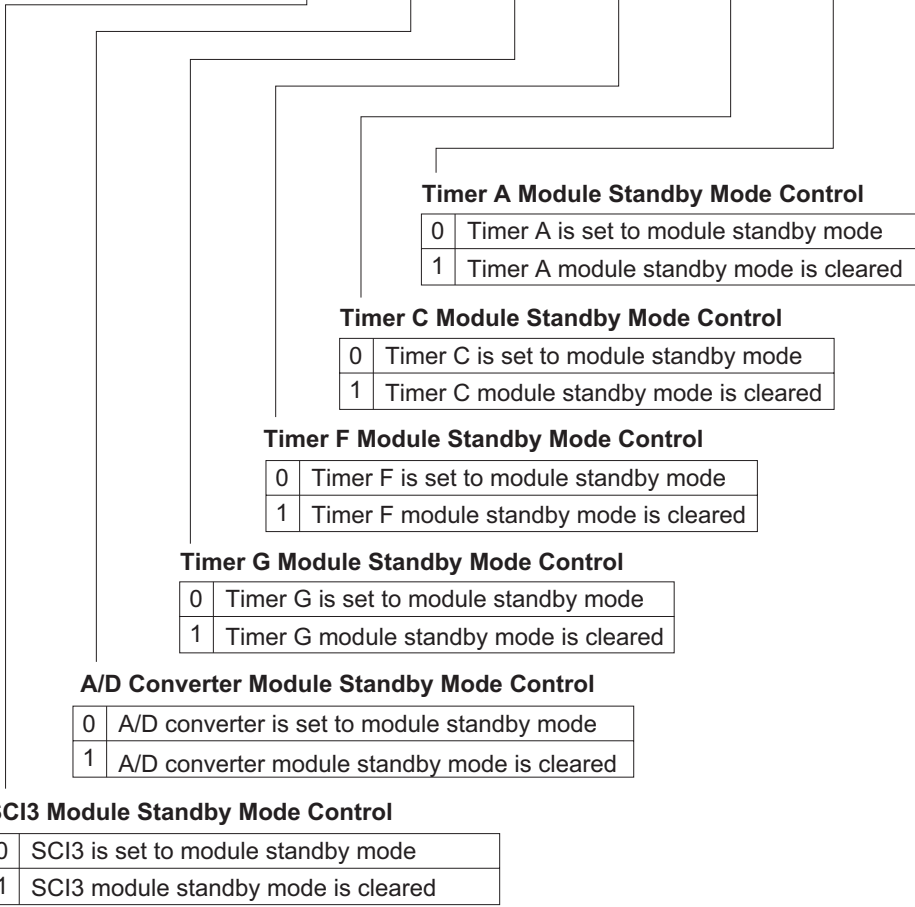 Timer A Module Standby Mode Control
0 Timer A is set to module standby mode
1 Timer A module standby mode is cleared
Timer C Module Standby Mode Control
0 Timer C is set to module standby mode
1 Timer C module standby mode is cleared
Timer F Module Standby Mode Control
0 Timer F is set to module standby mode
1 Timer F module standby mode is cleared
Timer G Module Standby Mode Control
0 Timer G is set to module standby mode
1 Timer G module standby mode is cleared
A/D Converter Module Standby Mode Control
0 A/D converter is set to module standby mode
1 A/D converter module standby mode is cleared
SCI3 Module Standby Mode Control
0 SCI3 is set to module standby mode
1 SCI3 module standby mode is cleared